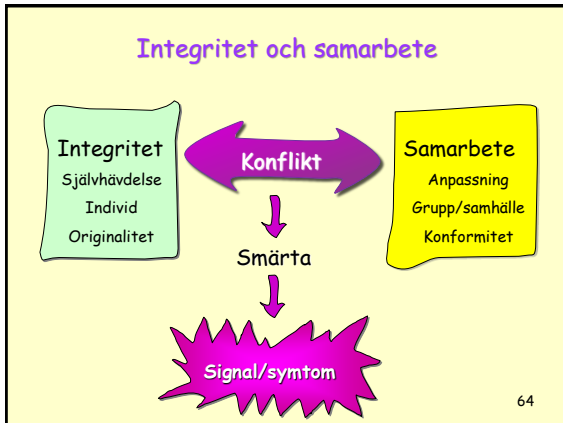 Integritet och samarbete
Integritet
Självhävdelse
Individ
Originalitet
Konflikt
Samarbete
Anpassning
Grupp/samhälle
Konformitet
Smärta
Signal/symtom
64